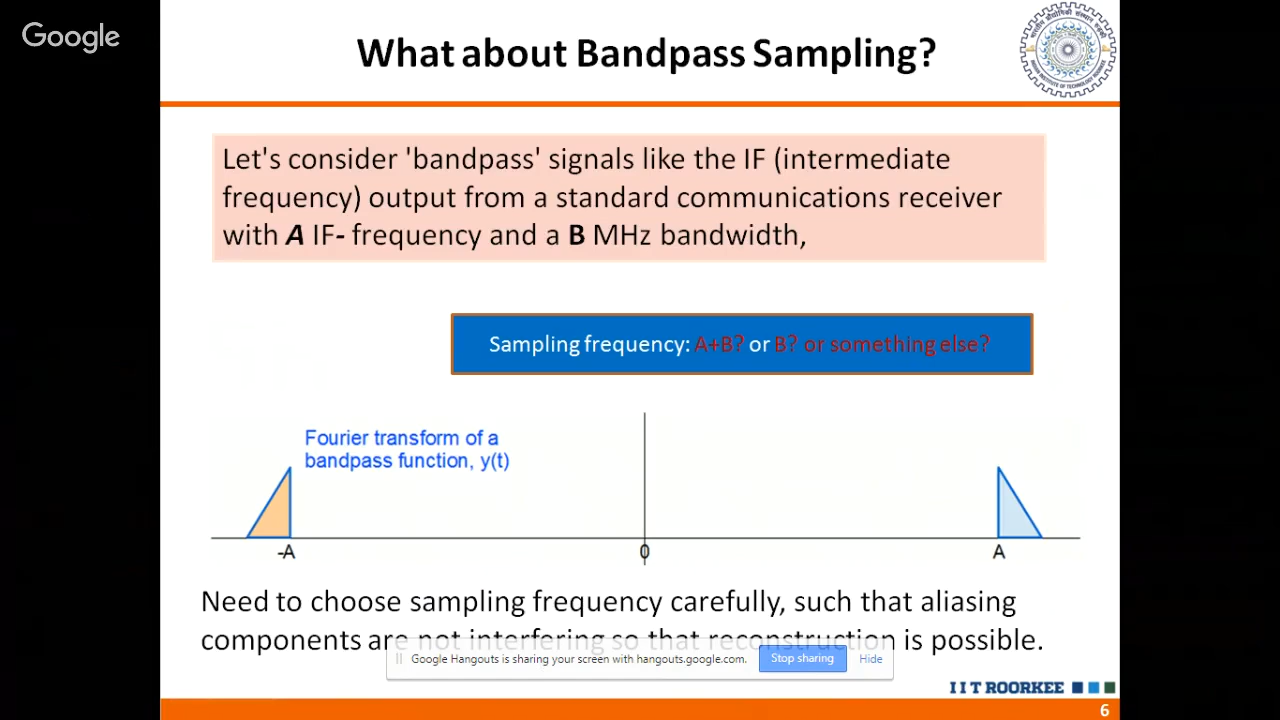 Google
What about Bandpass Sampling?
Let's consider 'bandpass' signals like the IF (intermediate
frequency) output from a standard communications receiver
with A IF- frequency and a B MHz bandwidth,
Sampling frequency: A+B? or B? or something else?
Fourier transform of a
bandpass function, y(t)
-A
0
A
Need to choose sampling frequency carefully, such that aliasing
components are not interfering so that reconstruction is possible.
Google Hangouts is sharing your screen with hangouts.google.com.
Stop sharing
Hide
I I T ROORKEE
6